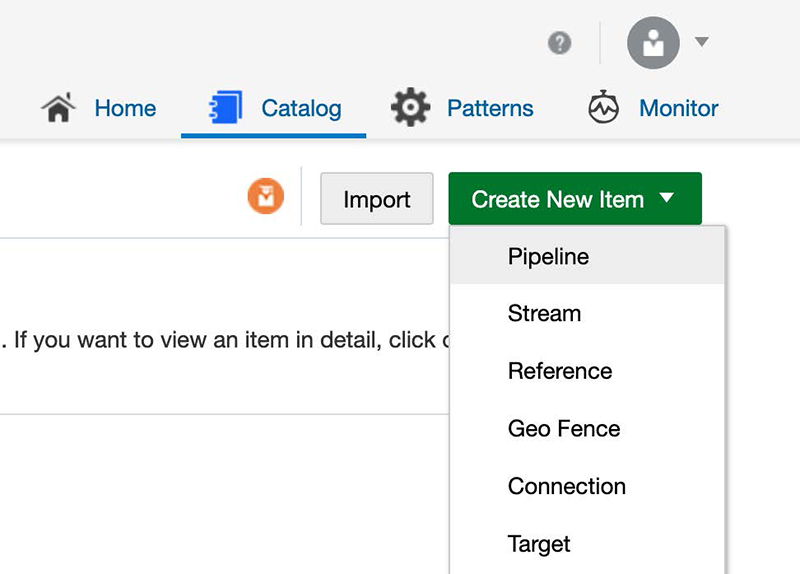 ?
Home Catalog Patterns Monitor
Import Create New Item
Pipeline
Stream
. If you want to view an item in detail, click
Reference
Geo Fence
Connection
Target